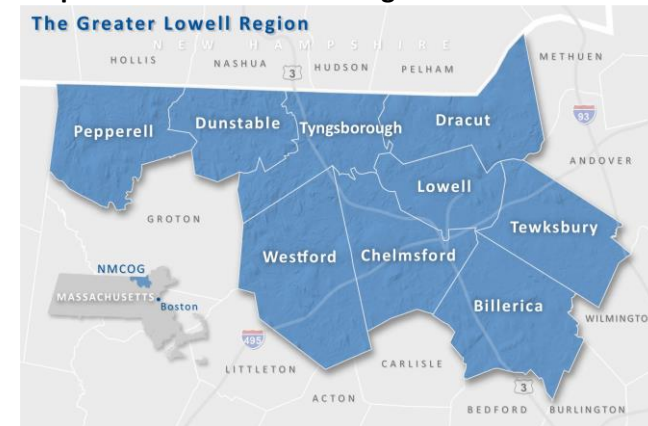 The Greater Lowell Region
NEW HAMPSHIRE
HOLLIS
NASHUA
HUDSON
PELHAM
METHUEN
3
93
Pepperell
Dunstable
Tyngsborough
Dracut
ANDOVER
Lowell
GROTON
Tewksbury
Westford
Chelmsford
NMCOG
MASSACHUSETTS
Boston
Billerica
WILMINGTO
495
LITTLETON
CARLISLE
ACTON
3
BEDFORD
BURLINGTON